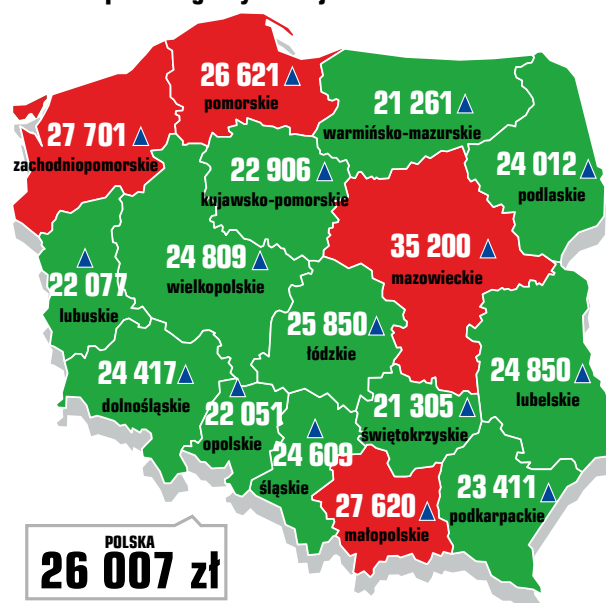 26 621
pomorskie
27 701
zachodniopomorskie
21 261
warmińsko-mazurskie
22 906
kujawsko-pomorskie
24 012
podlaskie
35 200
mazowieckie
24 809
wielkopolskie
22 077
lubuskie
25 850
łódzkie
24 417
dolnośląskie
22 051
opolskie
24 609
śląskie
21 305
świętokrzyskie
24 850
lubelskie
27 620
małopolskie
23 411
podkarpackie
POLSKA
26 007 zł